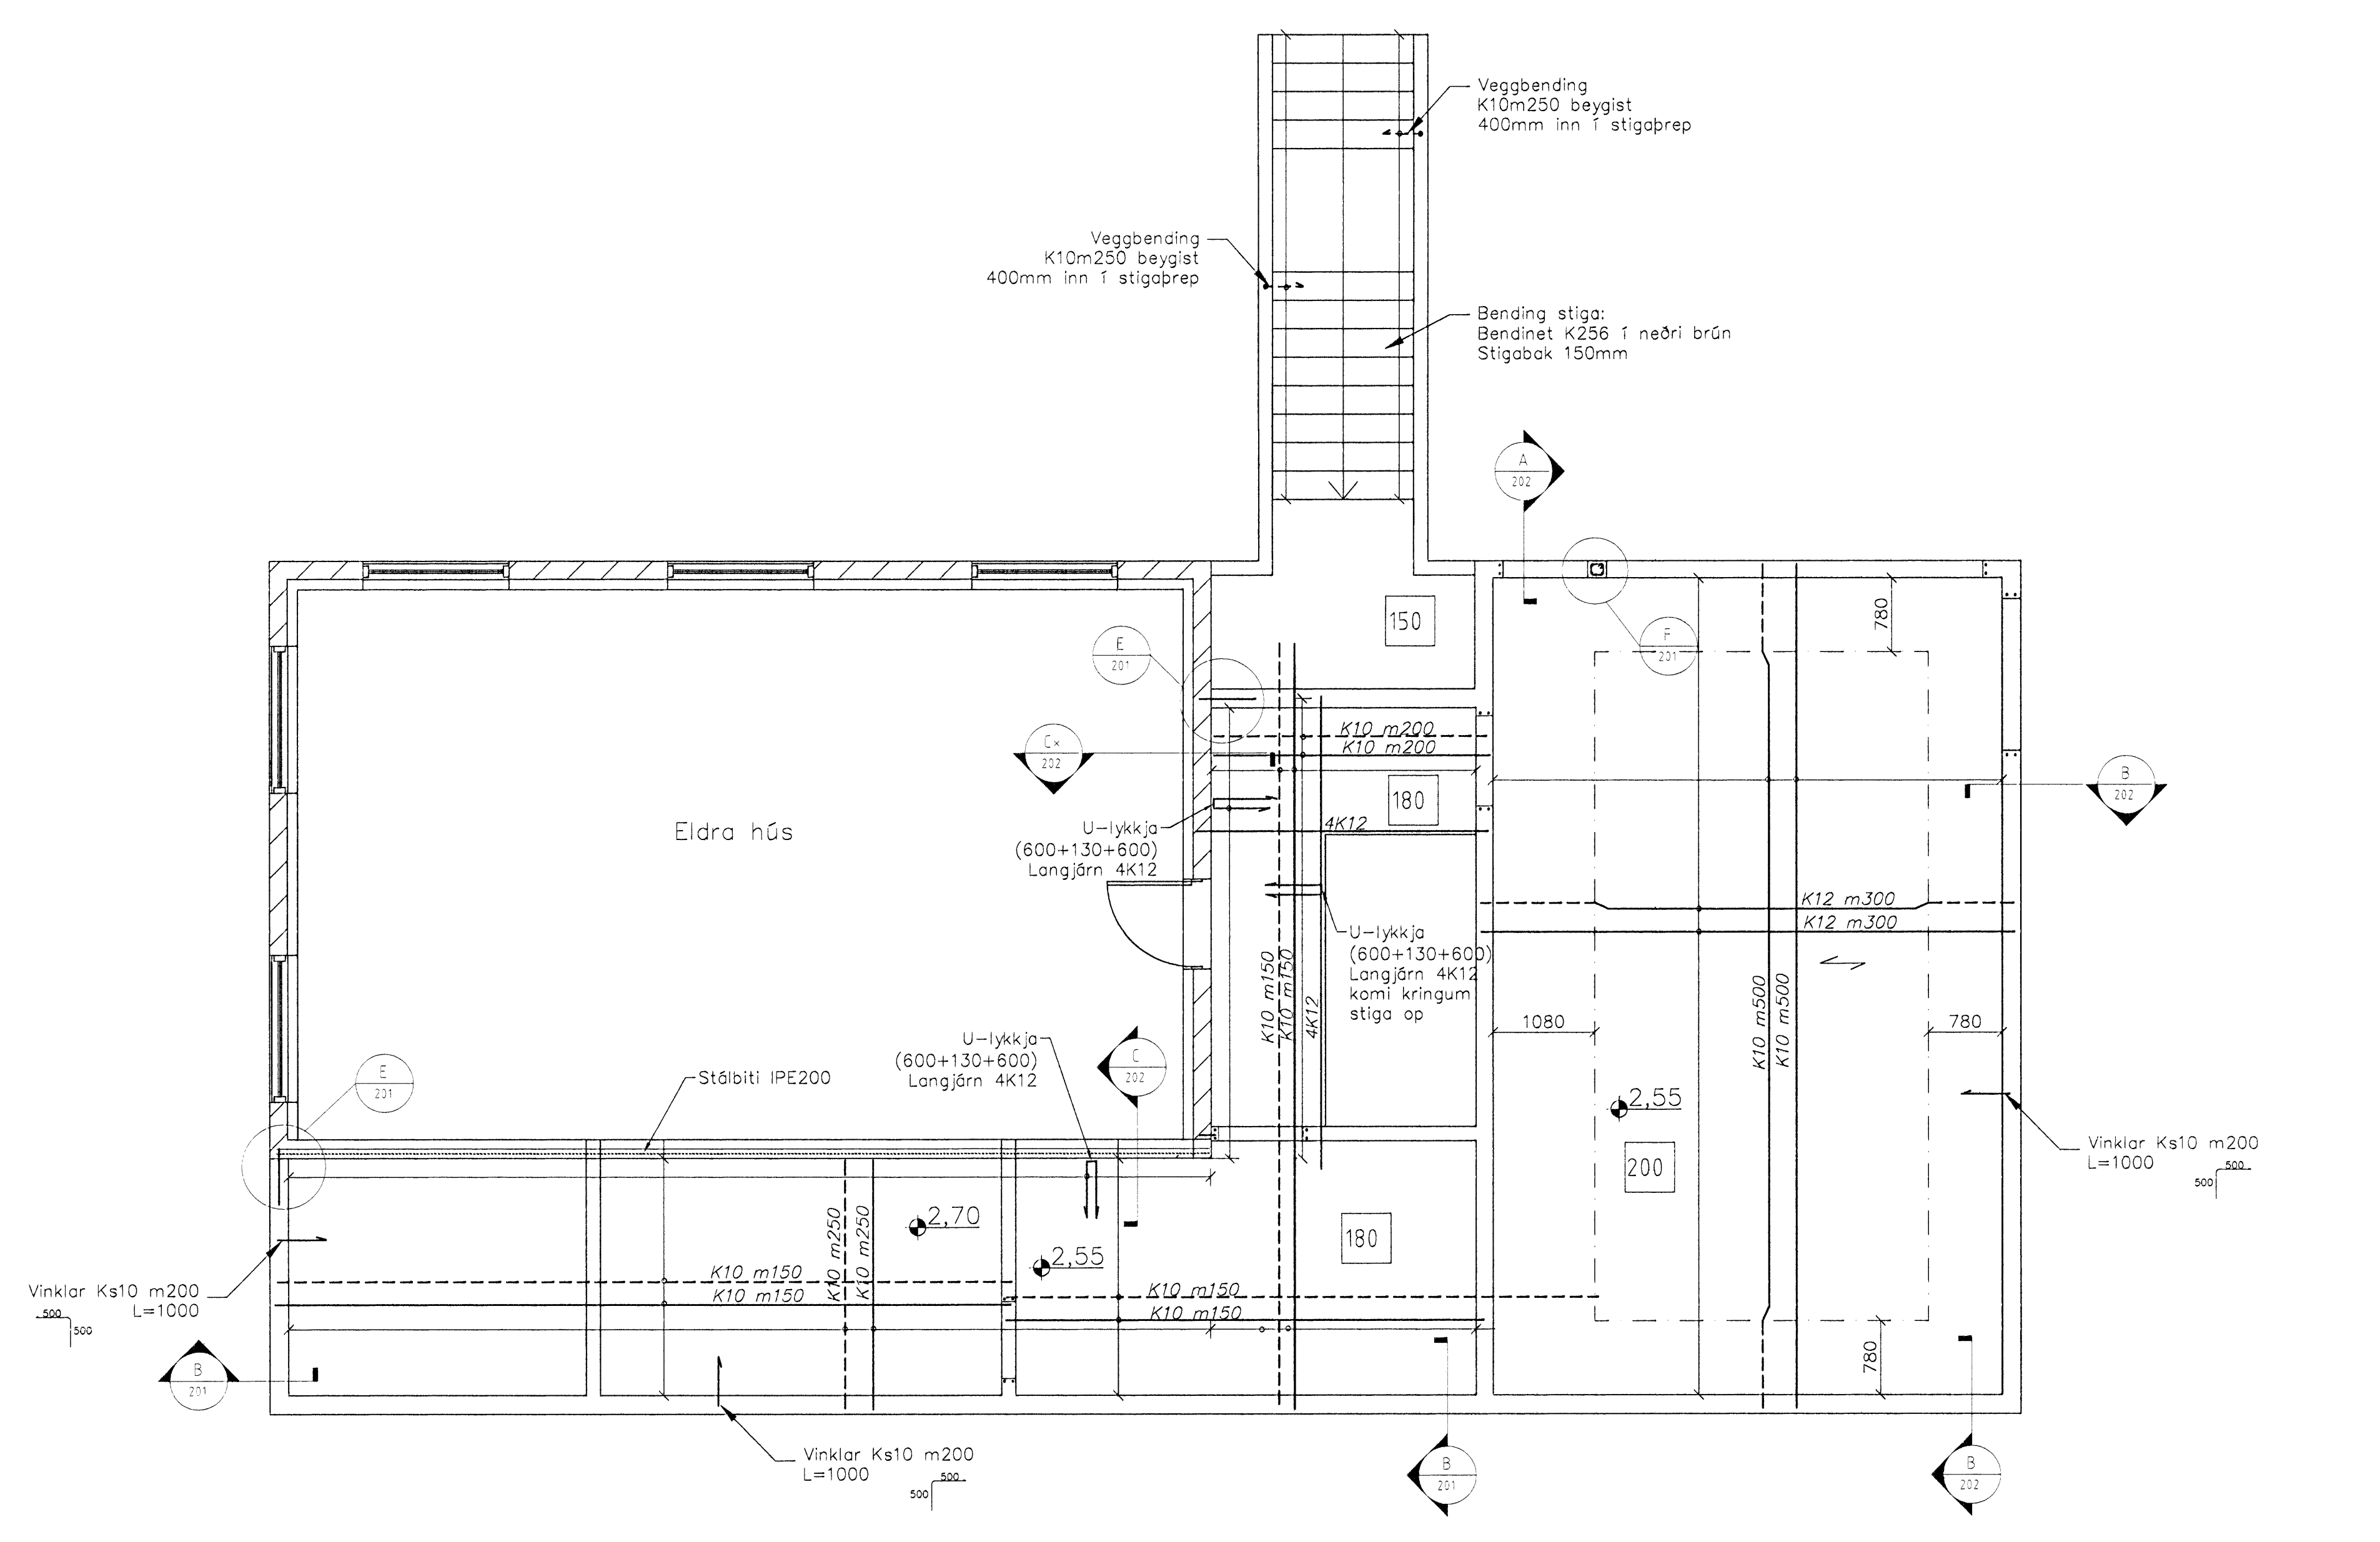 Veggbending
K10m250 beygist
400mm inn í stigaþrep
Veggbending
K10m250 beygist
400mm inn í stigaþrep
Bending stiga:
Bendinet K256 í neðri brún
Stigabak 150mm
A
202
150
E
201
F
201
780
K10 m200
K10 m200
Cx
202
180
B
202
Eldra hús
U-lykkja
(600+130+600)
Langjárn 4K12
4K12
K12 m300
K12 m300
U-lykkja
(600+130+600)
Langjárn 4K12
komi kringum
stiga op
K10 m150
K10 m150
4K12
K10 m500
K10 m500
1080
780
U-lykkja
(600+130+600)
Langjárn 4K12
C
202
E
201
Stálbiti IPE200
2,55
200
Vinklar Ks10 m200
L=1000
500
500
2,70
2,55
180
K10 m250
K10 m250
K10 m150
K10 m150
K10 m150
K10 m150
Vinklar Ks10 m200
L=1000
500
500
780
B
201
Vinklar Ks10 m200
L=1000
500
500
B
201
B
202